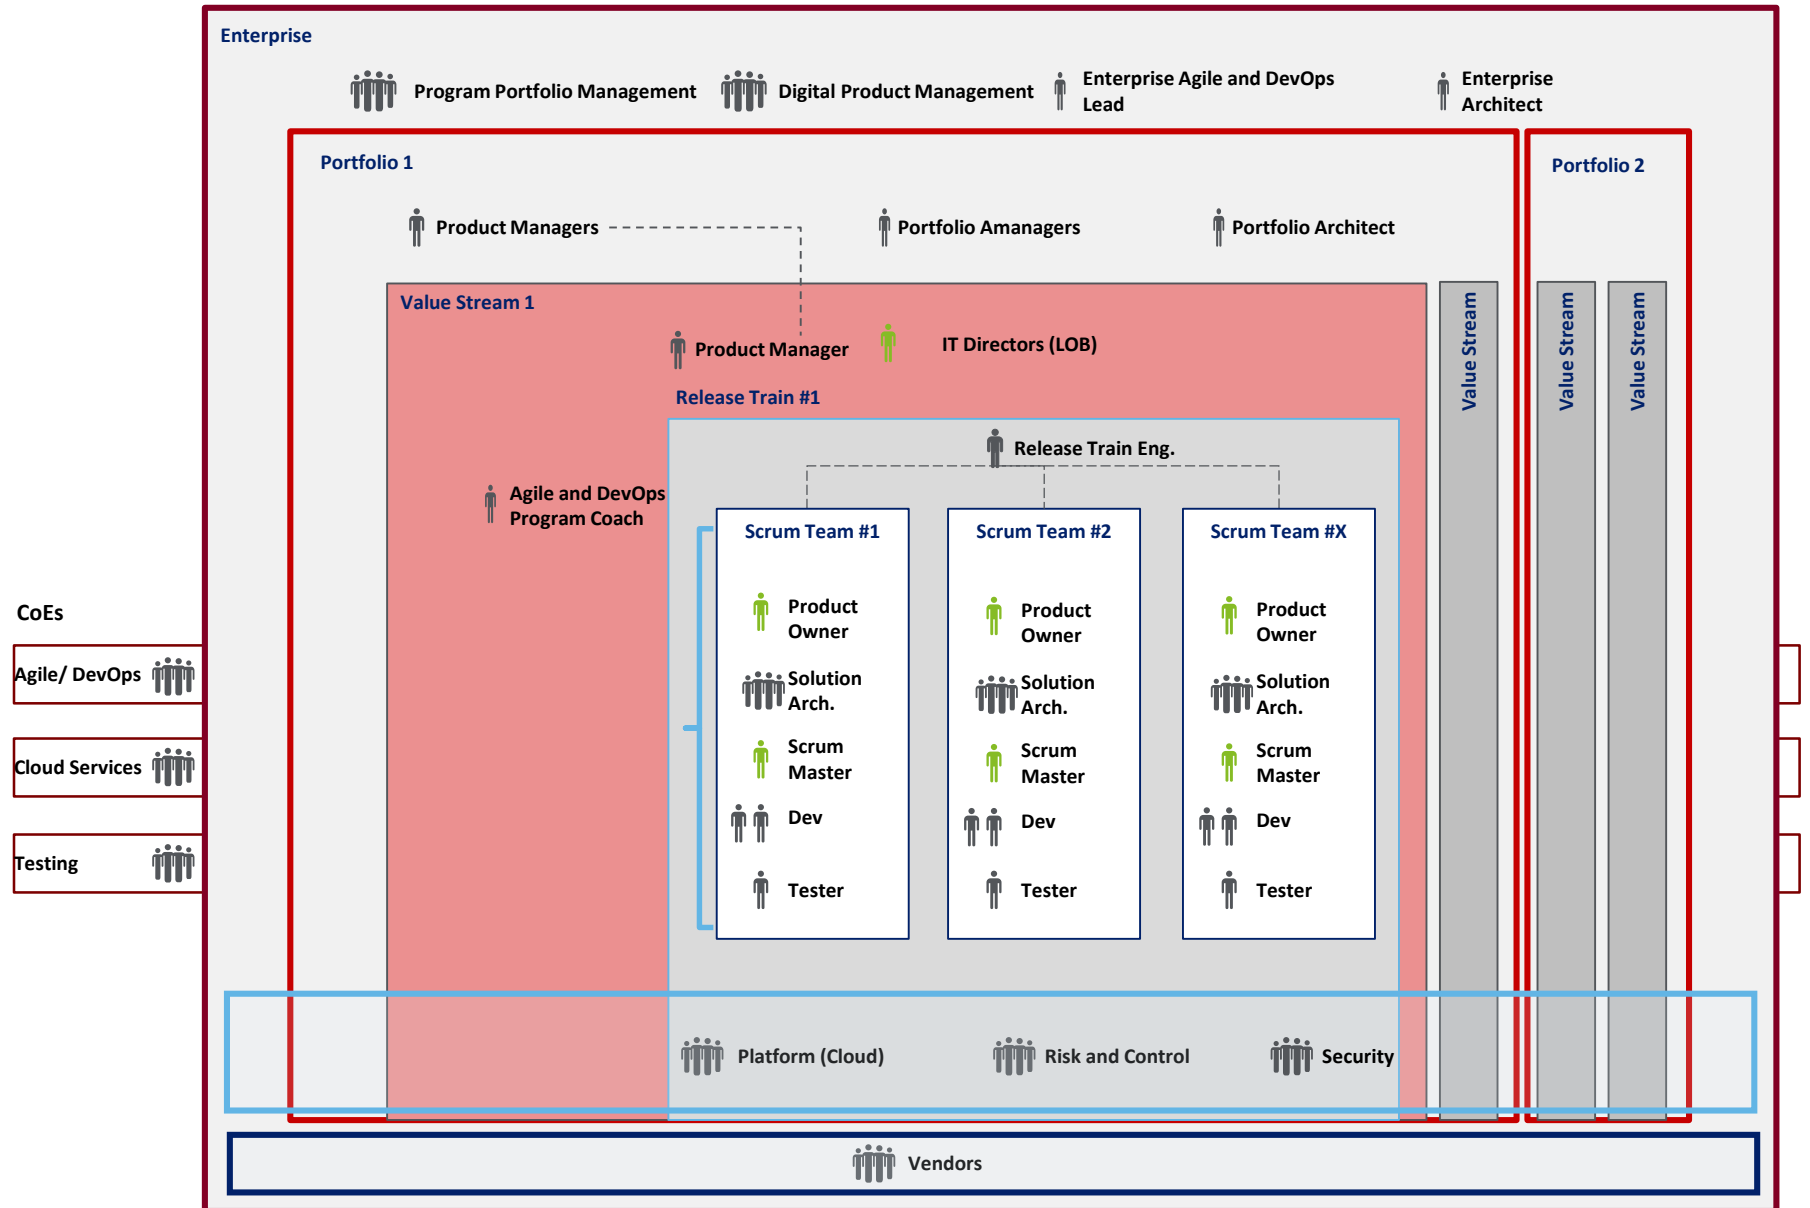 Enterprise
Program Portfolio Management
Digital Product Management
Enterprise Agile and DevOps
Lead
Enterprise
Architect
Portfolio 1
Portfolio 2
Product Managers
Portfolio Amanagers
Portfolio Architect
Value Stream 1
Product Manager
IT Directors (LOB)
Value Stream
Value Stream
Value Stream
Release Train #1
Release Train Eng.
Agile and DevOps
Program Coach
Scrum Team #1
Product
Owner
Solution
Arch.
Scrum
Master
Dev
Tester
Scrum Team #2
Product
Owner
Solution
Arch.
Scrum
Master
Dev
Tester
Scrum Team #X
Product
Owner
Solution
Arch.
Scrum
Master
Dev
Tester
CoEs
Agile/ DevOps
Cloud Services
Testing
Platform (Cloud)
Risk and Control
Security
Vendors